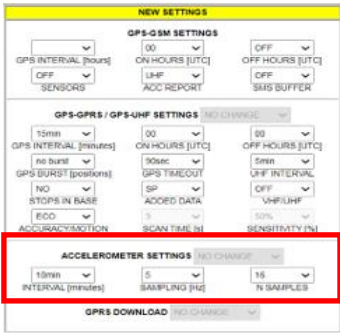 NEW SETTINGS
GPS-GSM SETTINGS
00 OFF
GPS INTERVAL [hours] ON HOURS [UTC] OFF HOURS [UTC]
OFF UHF OFF
SENSORS ACC REPORT SMS BUFFER
GPS-GPRS / GPS-UHF SETTINGS NO CHANGE
15min 00 00
GPS INTERVAL [minutes] ON HOURS [UTC] OFF HOURS [UTC]
no burst 90sec 5min
GPS BURST [positions] GPS TIMEOUT UHF INTERVAL
NO SP OFF
STOPS IN BASE ADDED DATA VHF/UHF
ECO 3 50%
ACCURACY/MOTION SCAN TIME [s] SENSITIVITY [%]
ACCELEROMETER SETTINGS NO CHANGE
10min 5 16
INTERVAL [minutes] SAMPLING [Hz] N SAMPLES
GPRS DOWNLOAD NO CHANGE